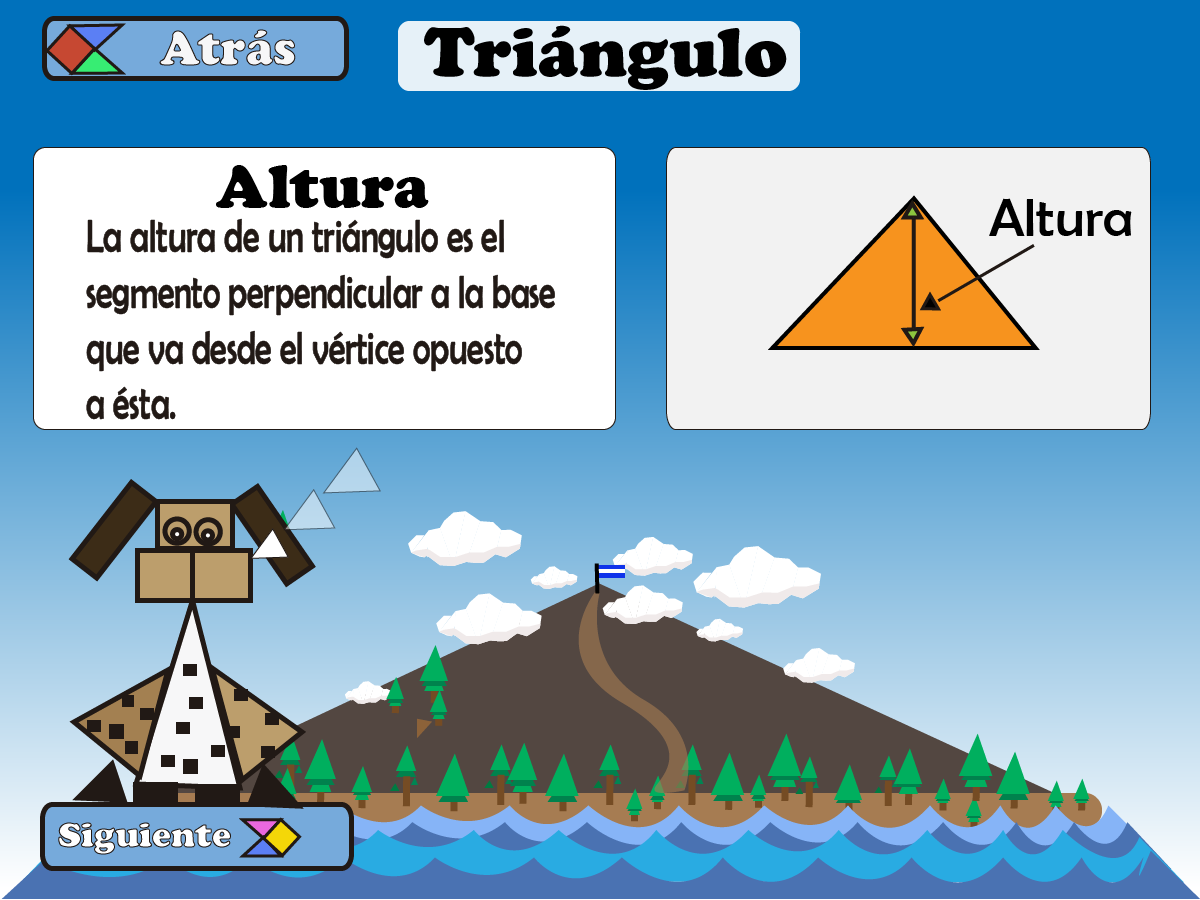 Atrás
Triángulo
Altura
La altura de un triángulo es el
segmento perpendicular a la base
que va desde el vértice opuesto
a ésta.
Altura
Siguiente